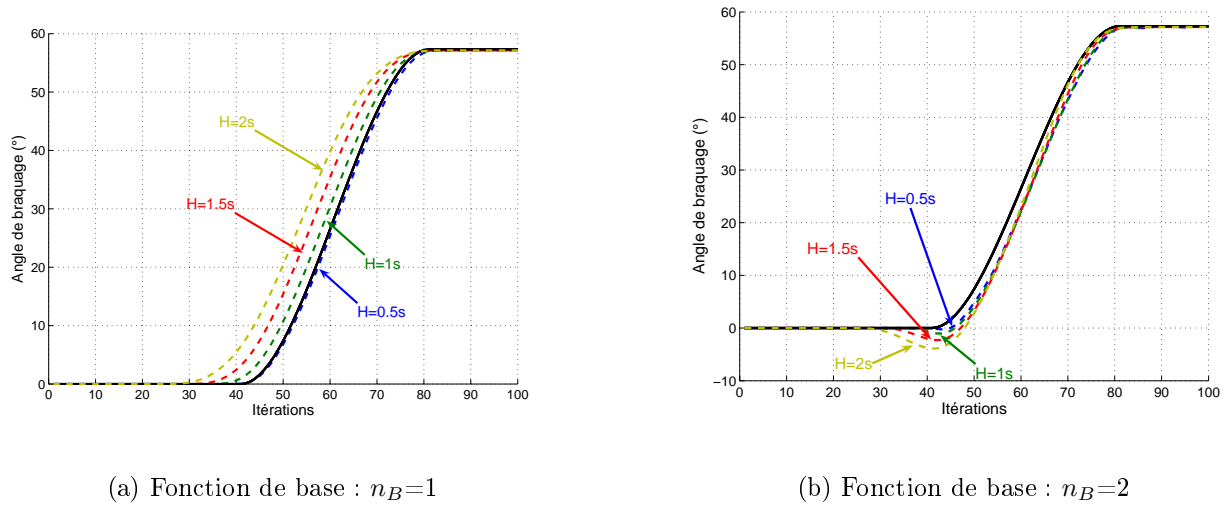 60
50
40
30
20
10
0
0 10 20 30 40 50 60 70 80 90 100
Angle de braquage (°)
Itérations
H=2s
H=1.5s
H=1s
H=0.5s
(a) Fonction de base : n_B=1
60
50
40
30
20
10
0
−10
0 10 20 30 40 50 60 70 80 90 100
Angle de braquage (°)
Itérations
H=0.5s
H=1.5s
H=2s
H=1s
(b) Fonction de base : n_B=2